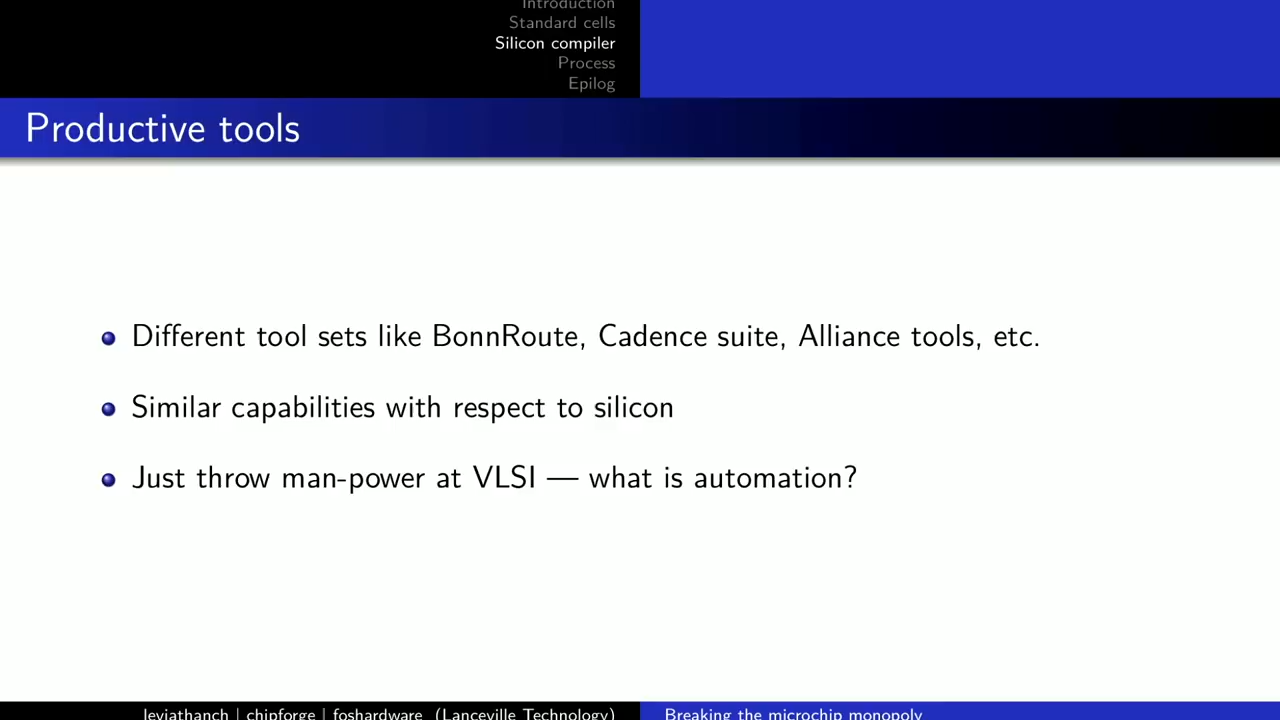 Introduction
Standard cells
Silicon compiler
Process
Epilog
Productive tools
Different tool sets like BonnRoute, Cadence suite, Alliance tools, etc.
Similar capabilities with respect to silicon
Just throw man-power at VLSI — what is automation?
leviathanch | chipforge | foshardware (Lanceville Technology)
Breaking the microchip monopoly